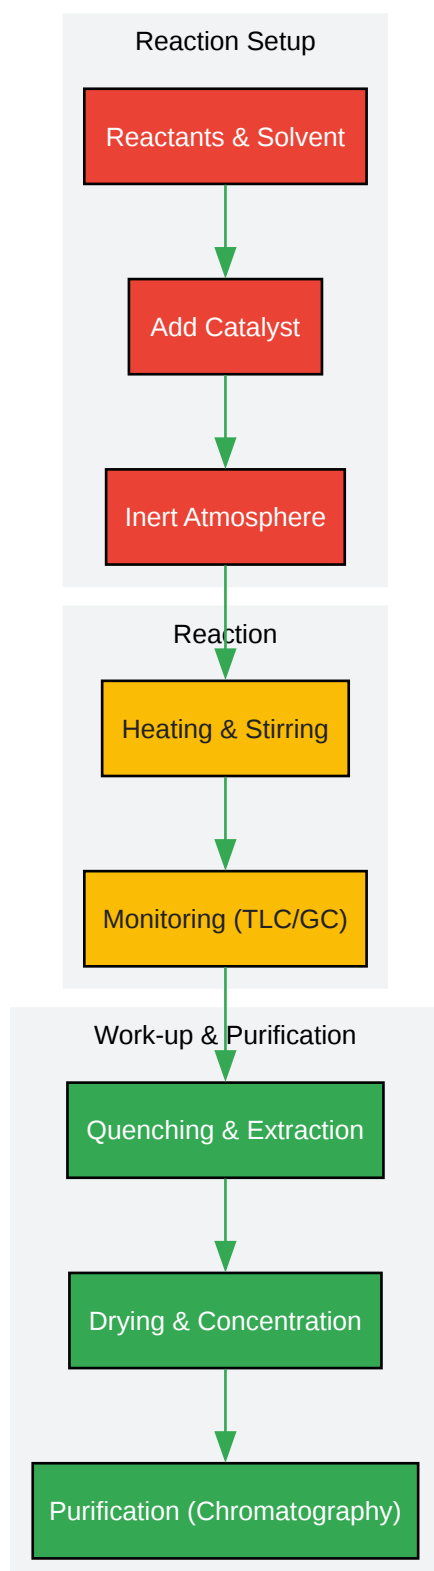 Reaction Setup
Reactants & Solvent
Add Catalyst
Inert Atmosphere
Reaction
Heating & Stirring
Monitoring (TLC/GC)
Work-up & Purification
Quenching & Extraction
Drying & Concentration
Purification (Chromatography)